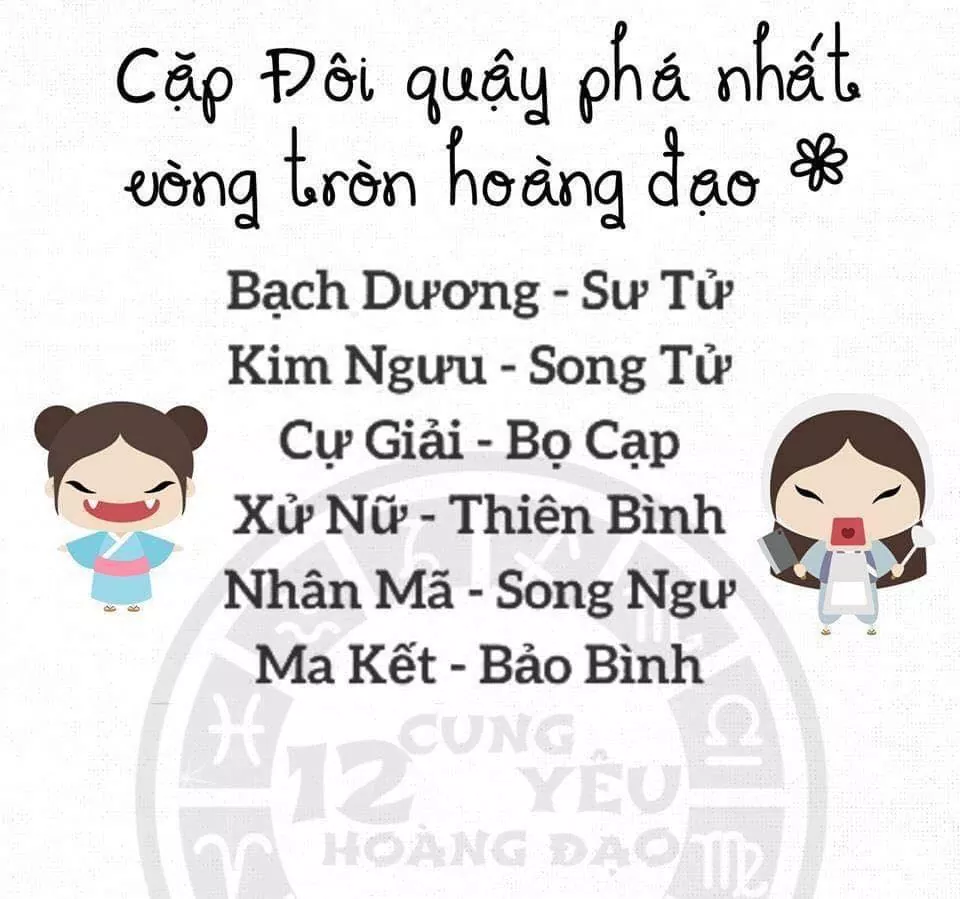 Cặp Đôi quậy phá nhất
vòng tròn hoàng đạo
Bạch Dương - Sư Tử
Kim Ngưu - Song Tử
Cự Giải - Bọ Cạp
Xử Nữ - Thiên Bình
Nhân Mã - Song Ngư
Ma Kết - Bảo Bình
12 CUNG
YÊU
HOÀNG ĐẠO